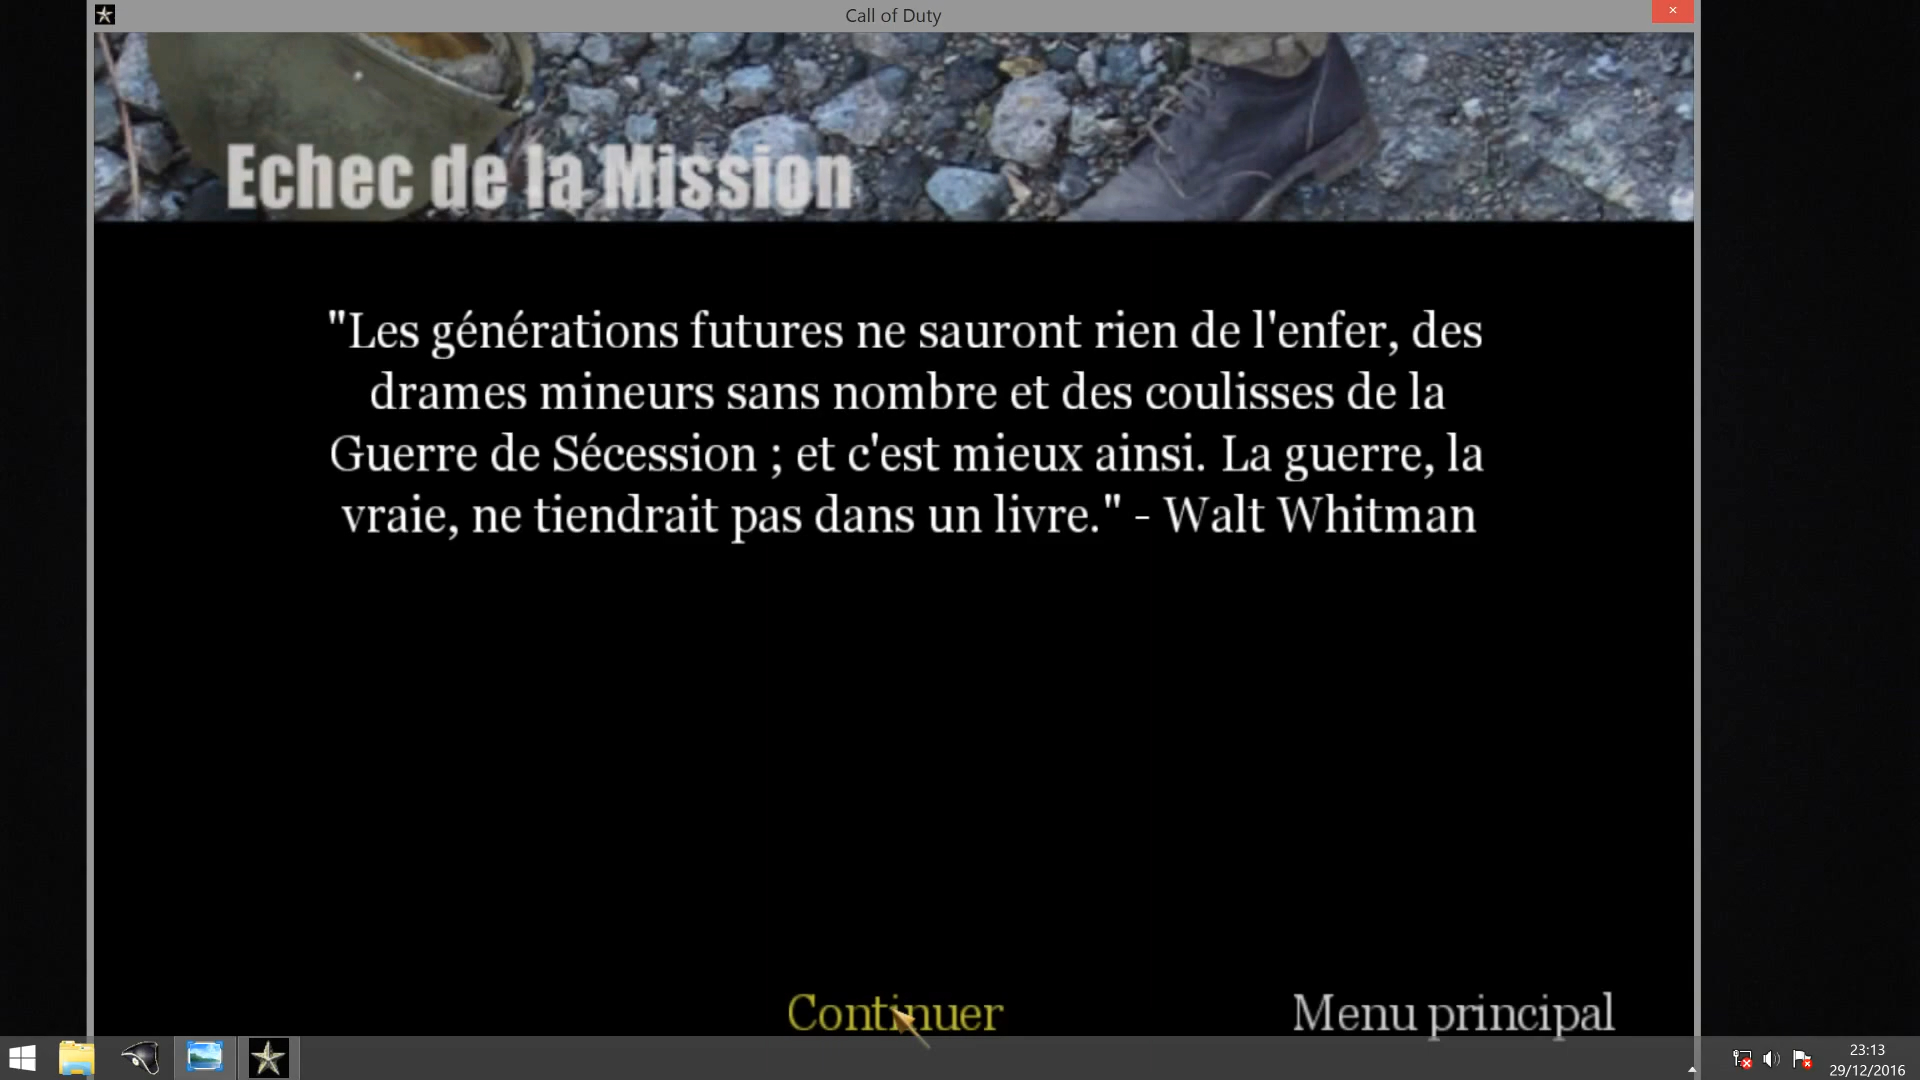 Call of Duty
Echec de la Mission
"Les générations futures ne sauront rien de l'enfer, des
drames mineurs sans nombre et des coulisses de la
Guerre de Sécession ; et c'est mieux ainsi. La guerre, la
vraie, ne tiendrait pas dans un livre." - Walt Whitman
Continuer
Menu principal
23:13
29/12/2016